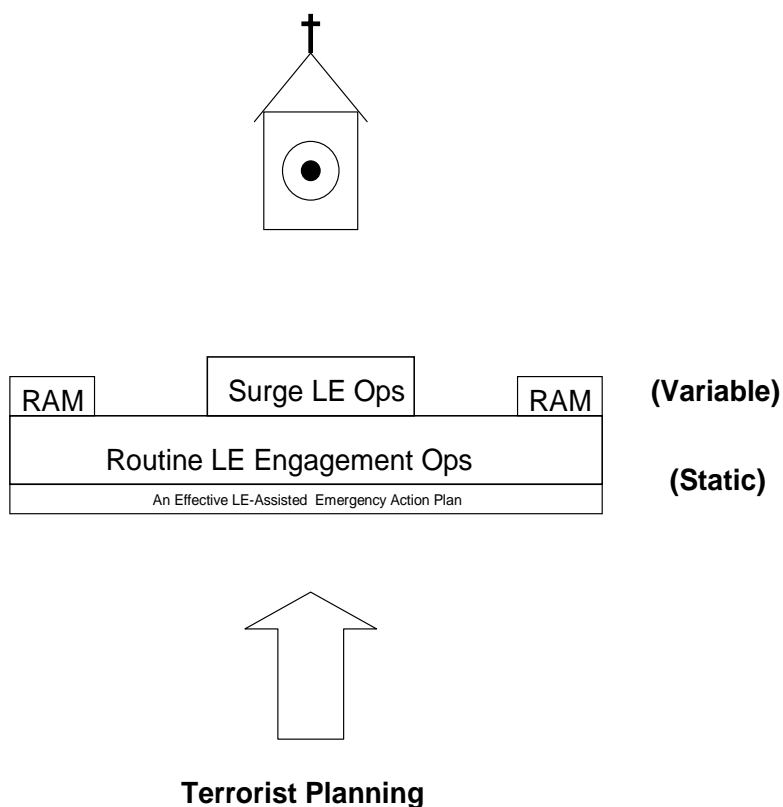 RAM Surge LE Ops RAM (Variable)
Routine LE Engagement Ops
(Static)
An Effective LE-Assisted Emergency Action Plan
Terrorist Planning